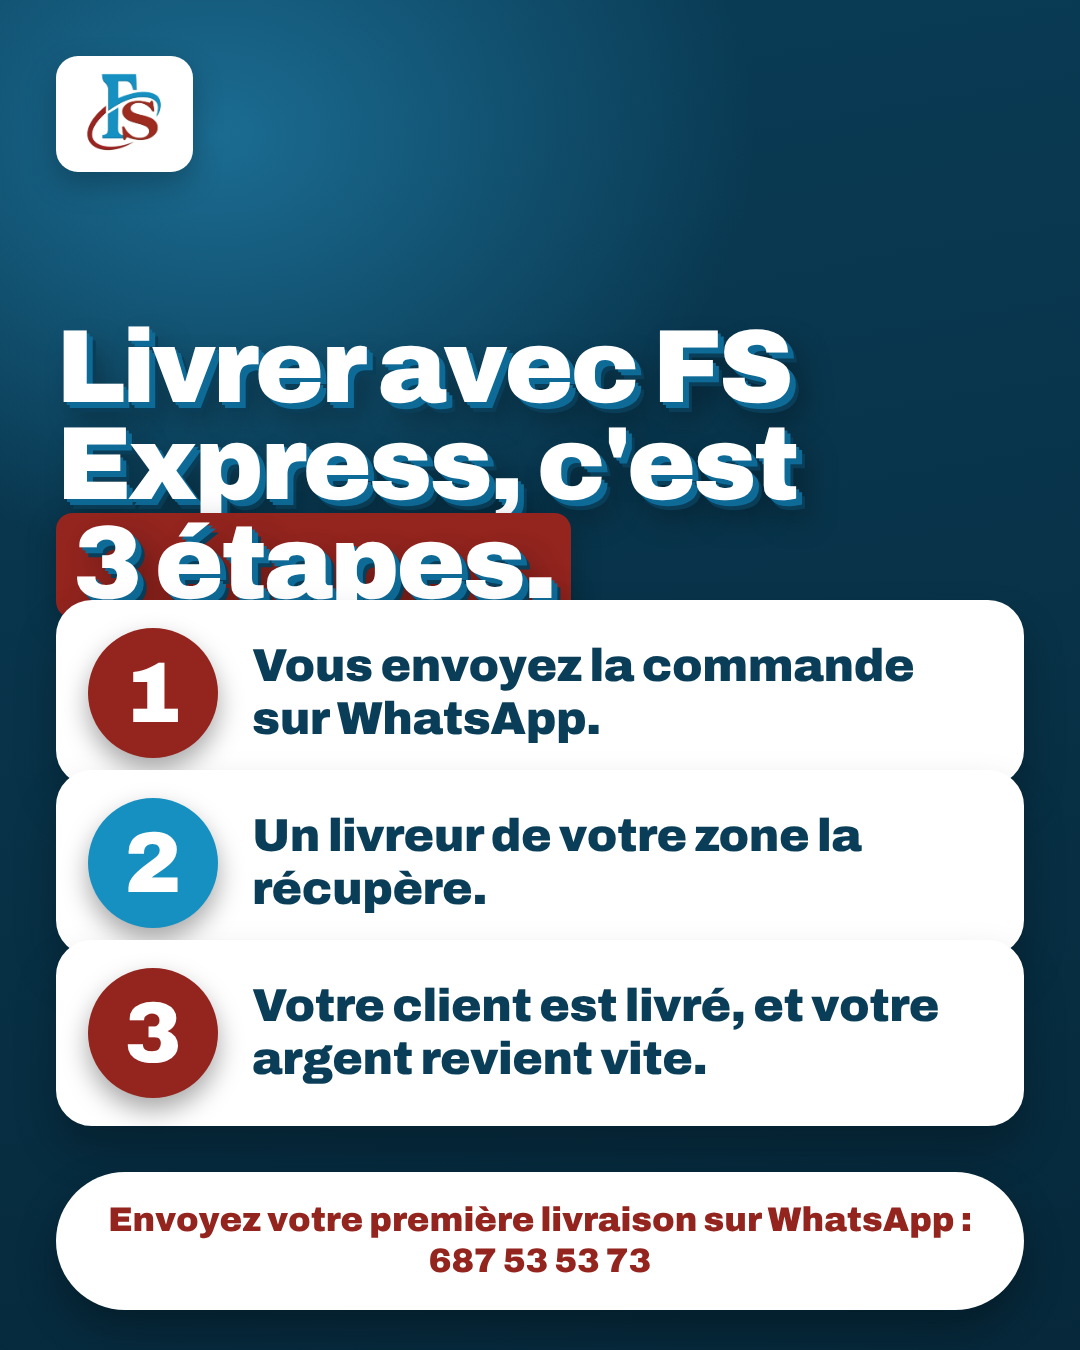 FS
Livrer avec FS
Express, c'est
3 étapes.
1
Vous envoyez la commande
sur WhatsApp.
2
Un livreur de votre zone la
récupère.
3
Votre client est livré, et votre
argent revient vite.
Envoyez votre première livraison sur WhatsApp :
687 53 53 73